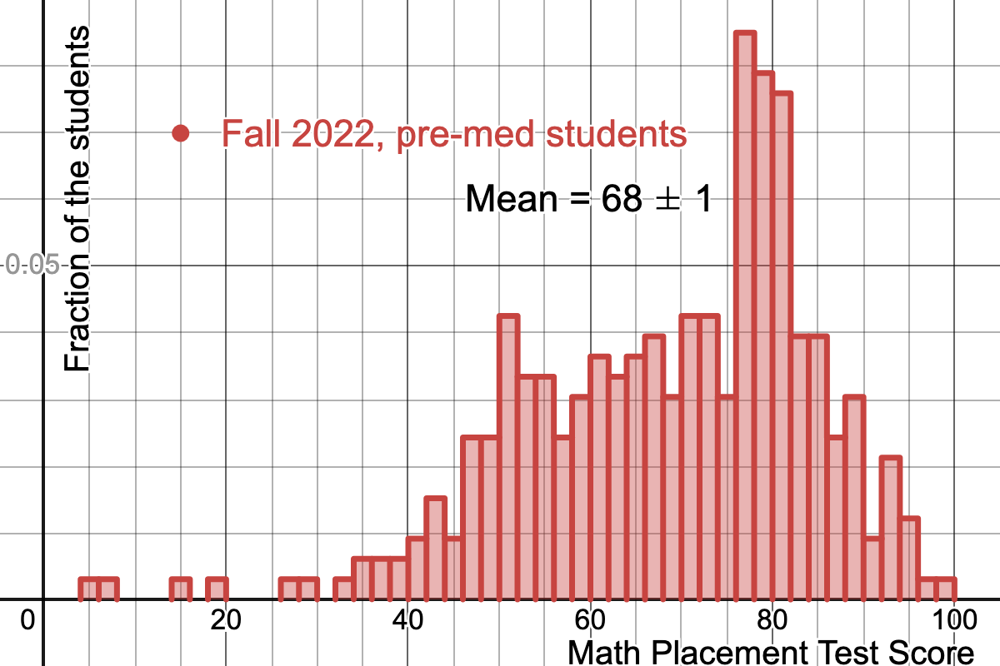 Fraction of the students
Fall 2022, pre-med students
Mean = 68 ± 1
0.05
0
20
40
60
80
100
Math Placement Test Score